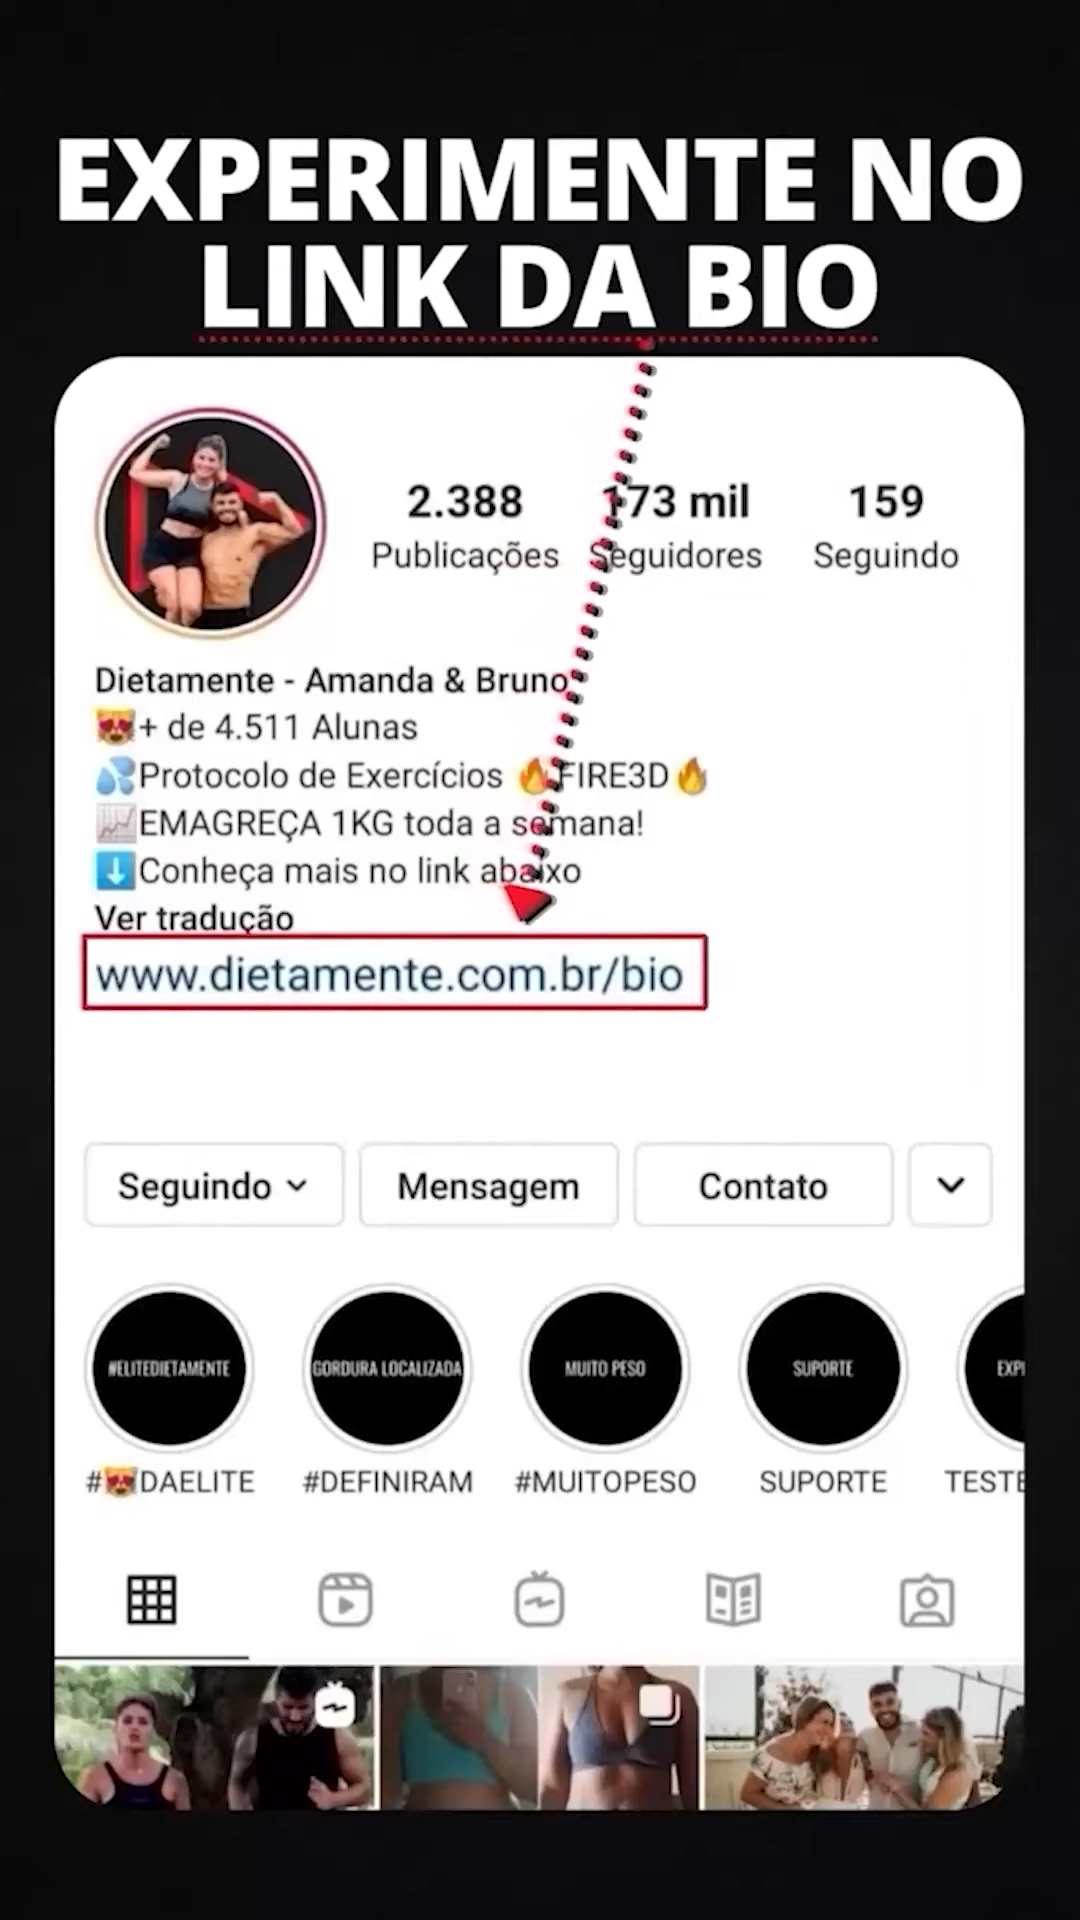 EXPERIMENTE NO
LINK DA BIO
2.388
Publicações
173 mil
Seguidores
159
Seguindo
Dietamente - Amanda & Bruno
😻+ de 4.511 Alunas
💦Protocolo de Exercícios 🔥FIRE3D🔥
📈EMAGREÇA 1KG toda a semana!
⬇️Conheça mais no link abaixo
Ver tradução
www.dietamente.com.br/bio
Seguindo
Mensagem
Contato
#ELITEDIETAMENTE
GORDURA LOCALIZADA
MUITO PESO
SUPORTE
EXP
#😻DAELITE
#DEFINIRAM
#MUITOPESO
SUPORTE
TESTE